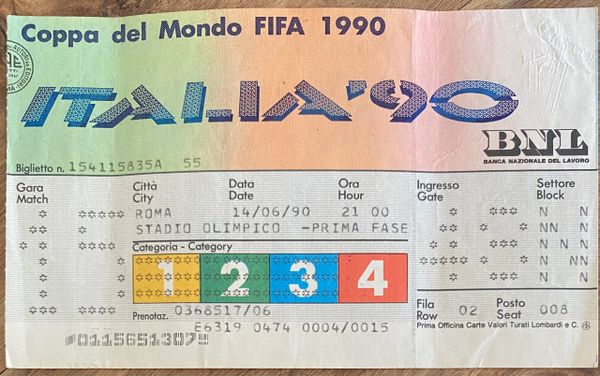 Coppa del Mondo FIFA 1990
ITALIA'90
BNL
BANCA NAZIONALE DEL LAVORO
Biglietto n. 154115835A 55
Gara Città Data Ora Ingresso Settore
Match City Date Hour Gate Block
ROMA 14/06/90 21 00 N N
STADIO OLIMPICO -PRIMA FASE NN N
N N N
N N
N N
Categoria - Category
1 2 3 4
Prenotaz. 0368517/06
E6319 0474 0004/0015
Fila Posto
Row 02 Seat 008
Prima Officina Carte Valori Turati Lombardi e C.
0115651307